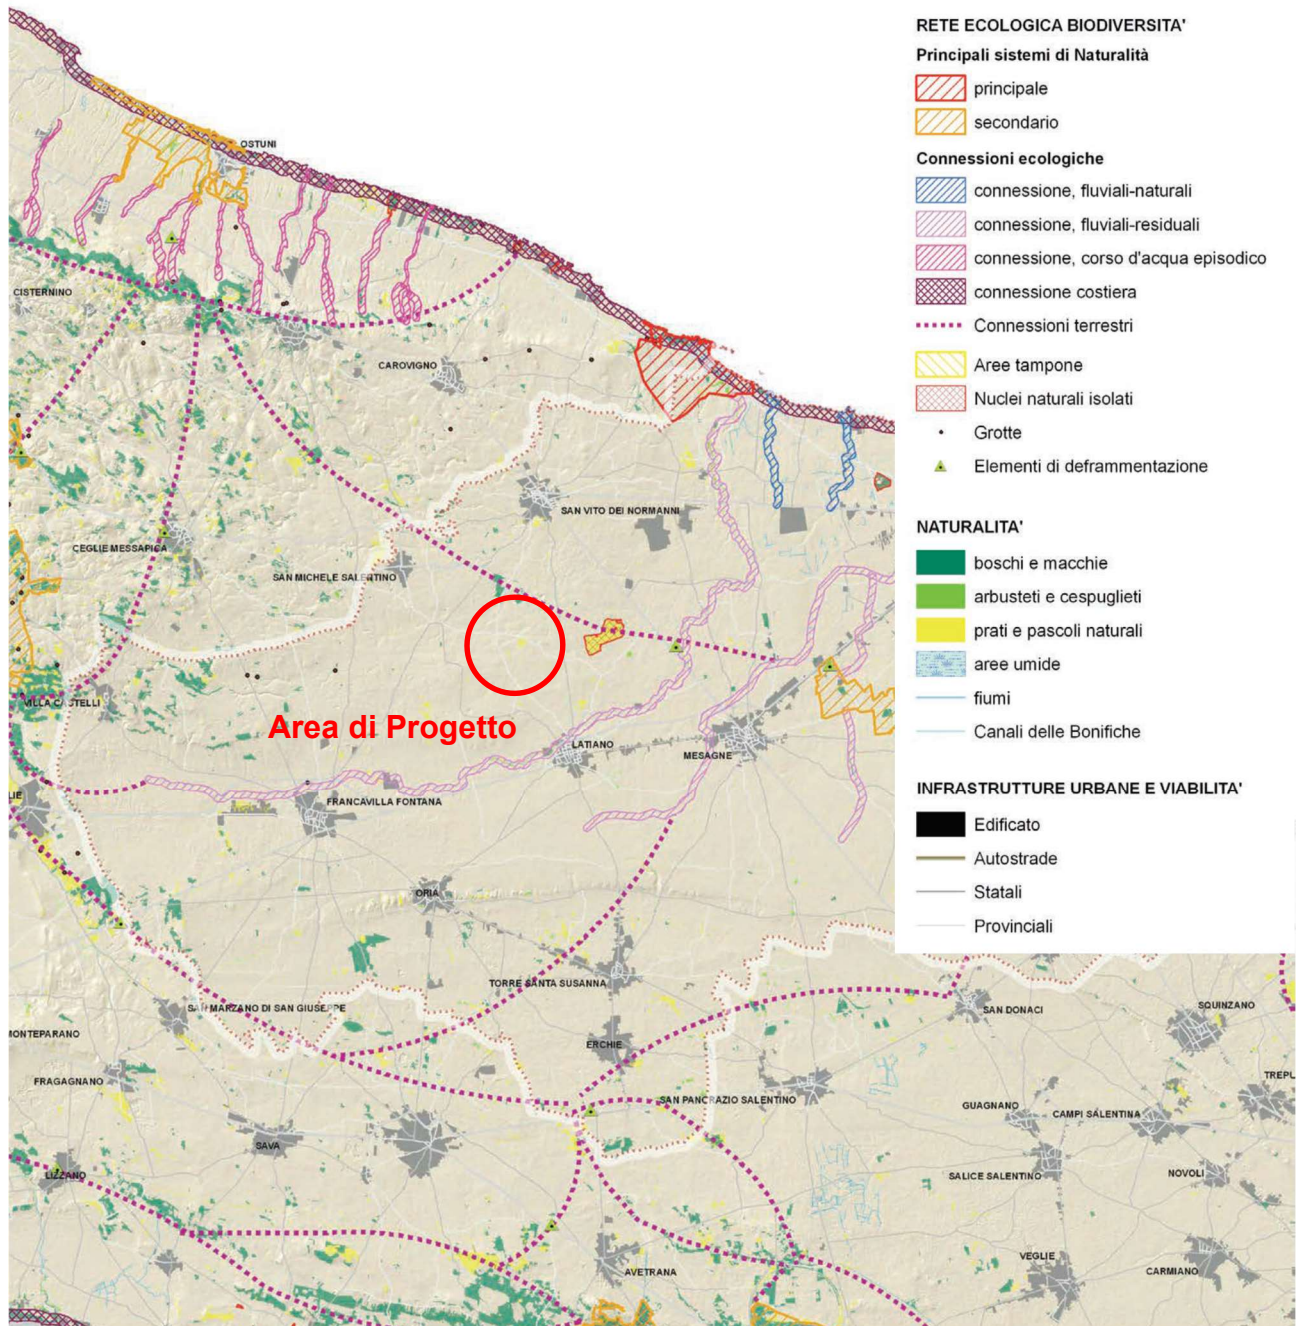 RETE ECOLOGICA BIODIVERSITA'
Principali sistemi di Naturalità
principale
secondario
Connessioni ecologiche
connessione, fluviali-naturali
connessione, fluviali-residuali
connessione, corso d'acqua episodico
connessione costiera
Connessioni terrestri
Aree tampone
Nuclei naturali isolati
Grotte
Elementi di deframmentazione
NATURALITA'
boschi e macchie
arbusteti e cespuglieti
prati e pascoli naturali
aree umide
fiumi
Canali delle Bonifiche
INFRASTRUTTURE URBANE E VIABILITA'
Edificato
Autostrade
Statali
Provinciali
OSTUNI
CISTERNINO
CAROVIGNO
SAN VITO DEI NORMANNI
CEGLIE MESSAPICA
SAN MICHELE SALENTINO
VILLA CASTELLI
Area di Progetto
LATIANO
MESAGNE
LIE
FRANCAVILLA FONTANA
ORIA
TORRE SANTA SUSANNA
SAN MARZANO DI SAN GIUSEPPE
SAN DONACI
SQUINZANO
MONTEPARANO
ERCHIE
FRAGAGNANO
TREPU
SAN PANCRAZIO SALENTINO
GUAGNANO
CAMPI SALENTINA
SAVA
LIZZANO
SALICE SALENTINO
NOVOLI
VEGLIE
AVETRANA
CARMIANO